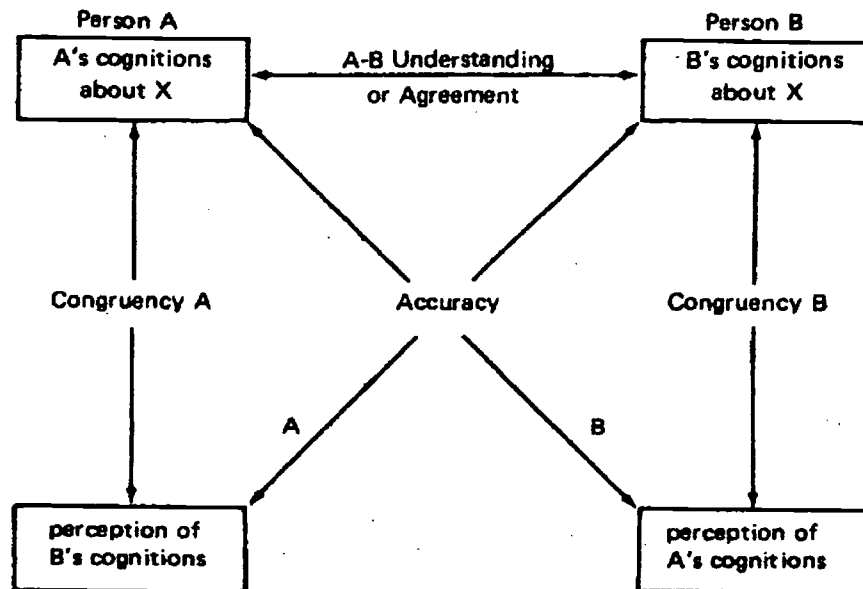 Person A
Person B
A's cognitions
about X
A-B Understanding
or Agreement
B's cognitions
about X
Congruency A
Accuracy
Congruency B
A
B
perception of
B's cognitions
perception of
A's cognitions